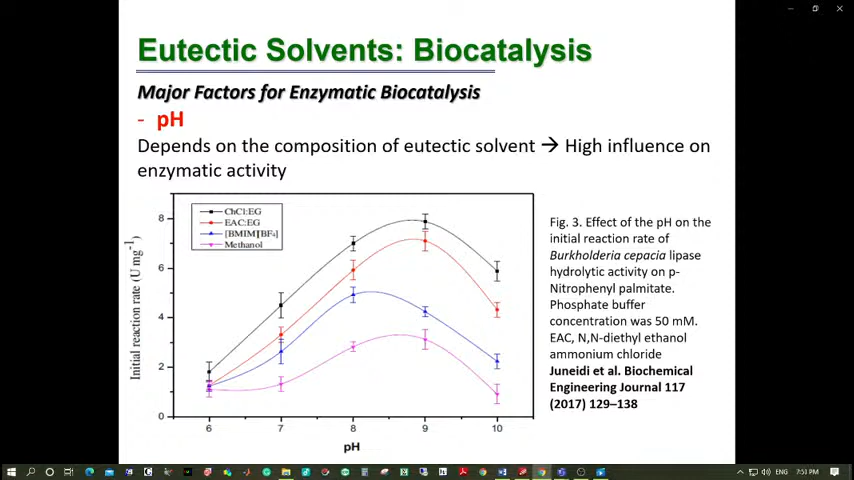 Eutectic Solvents: Biocatalysis
Major Factors for Enzymatic Biocatalysis
- pH
Depends on the composition of eutectic solvent → High influence on
enzymatic activity
ChCl:EG
EAC:EG
[BMIM][BF₄]
Methanol
Initial reaction rate (U mg⁻¹)
8
6
4
2
0
6 7 8 9 10
pH
Fig. 3. Effect of the pH on the
initial reaction rate of
Burkholderia cepacia lipase
hydrolytic activity on p-
Nitrophenyl palmitate.
Phosphate buffer
concentration was 50 mM.
EAC, N,N-diethyl ethanol
ammonium chloride
Juneidi et al. Biochemical
Engineering Journal 117
(2017) 129–138
ENG 7:53 PM